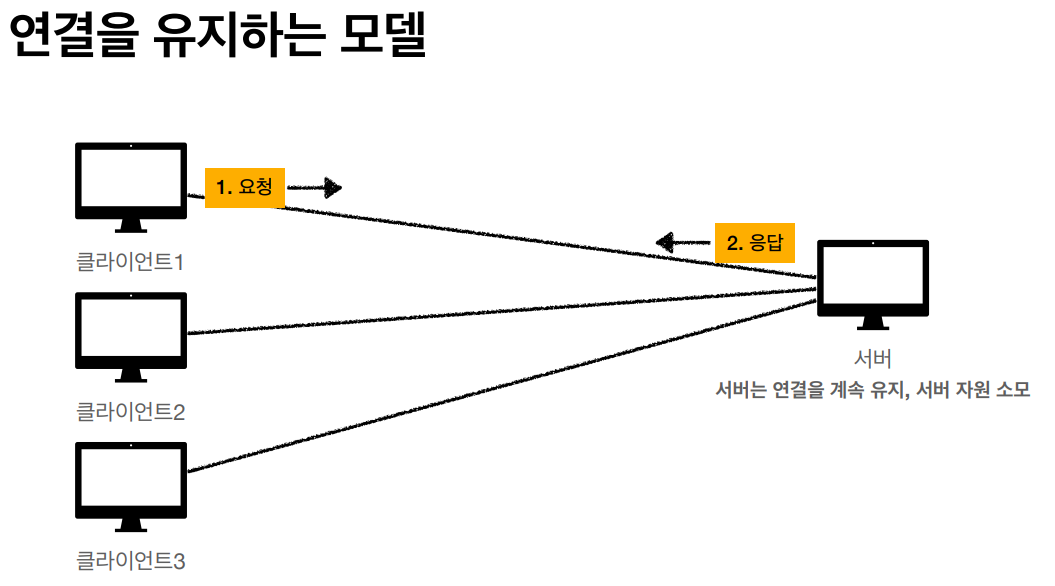 연결을 유지하는 모델
1. 요청
2. 응답
클라이언트1
클라이언트2
서버
서버는 연결을 계속 유지, 서버 자원 소모
클라이언트3